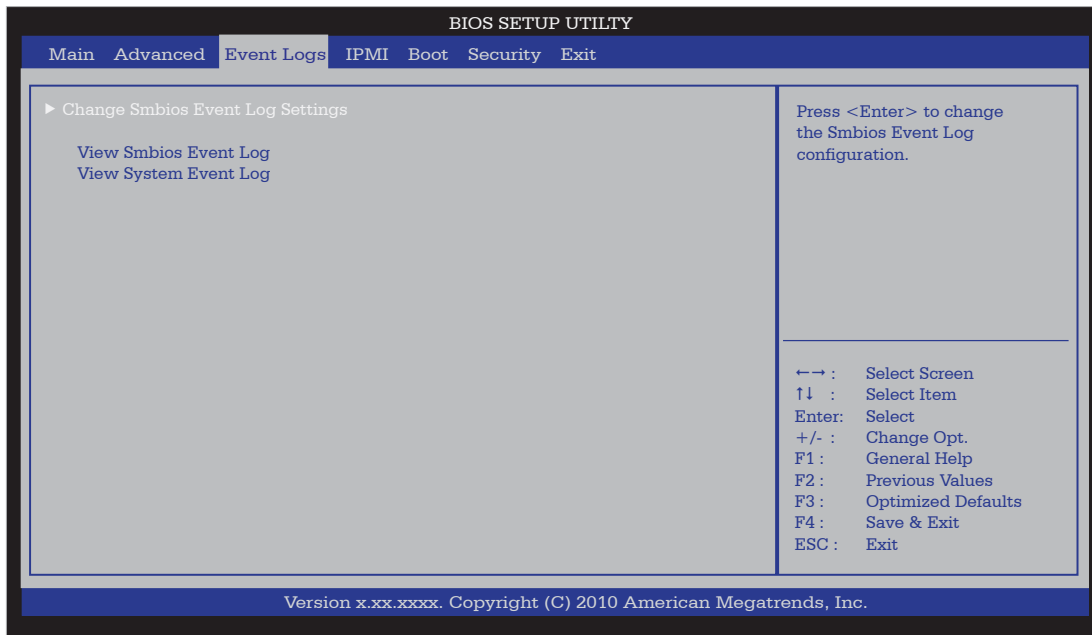 BIOS SETUP UTILTY
Main Advanced Event Logs IPMI Boot Security Exit
▶ Change Smbios Event Log Settings
View Smbios Event Log
View System Event Log
Press <Enter> to change
the Smbios Event Log
configuration.
←→ : Select Screen
↑↓ : Select Item
Enter: Select
+/- : Change Opt.
F1 : General Help
F2 : Previous Values
F3 : Optimized Defaults
F4 : Save & Exit
ESC : Exit
Version x.xx.xxxx. Copyright (C) 2010 American Megatrends, Inc.